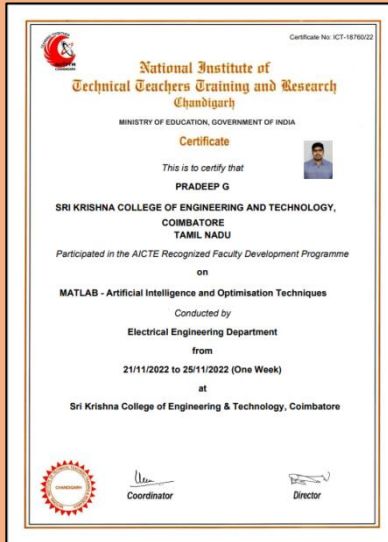 Certificate No: ICT-18760/22
National Institute of
Technical Teachers Training and Research
Chandigarh
MINISTRY OF EDUCATION, GOVERNMENT OF INDIA
Certificate
This is to certify that
PRADEEP G
SRI KRISHNA COLLEGE OF ENGINEERING AND TECHNOLOGY,
COIMBATORE
TAMIL NADU
Participated in the AICTE Recognized Faculty Development Programme
on
MATLAB - Artificial Intelligence and Optimisation Techniques
Conducted by
Electrical Engineering Department
from
21/11/2022 to 25/11/2022 (One Week)
at
Sri Krishna College of Engineering & Technology, Coimbatore
CHANDIGARH
Coordinator
Director